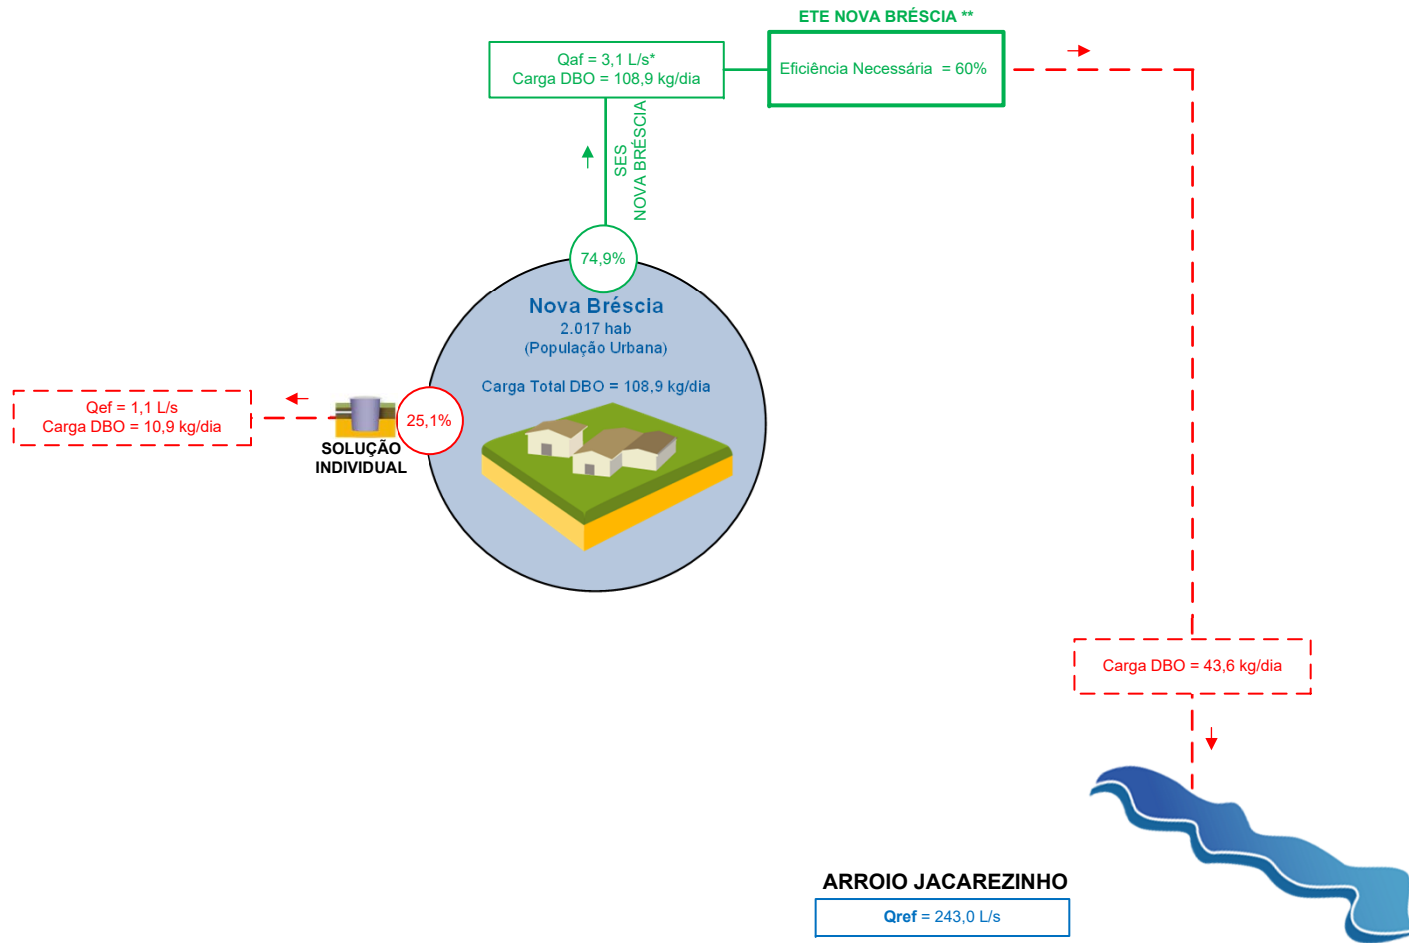 ETE NOVA BRÉSCIA **
Qaf = 3,1 L/s*
Carga DBO = 108,9 kg/dia
Eficiência Necessária = 60%
SES
NOVA BRÉSCIA
74,9%
Nova Bréscia
2.017 hab
(População Urbana)
Carga Total DBO = 108,9 kg/dia
Qef = 1,1 L/s
Carga DBO = 10,9 kg/dia
25,1%
SOLUÇÃO
INDIVIDUAL
Carga DBO = 43,6 kg/dia
ARROIO JACAREZINHO
Qref = 243,0 L/s